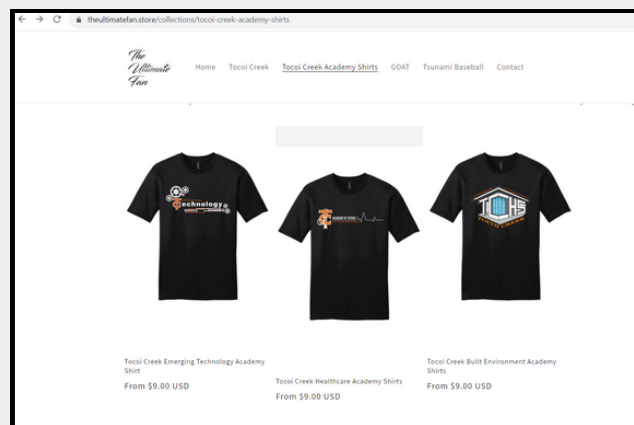 theultimatefan.store/collections/tocoi-creek-academy-shirts
The
Ultimate
Fan
Home Tocoi Creek Tocoi Creek Academy Shirts GOAT Tsunami Baseball Contact
Technology
TCHS
TOCOI CREEK
Tocoi Creek Emerging Technology Academy
Shirt
From $9.00 USD
Tocoi Creek Healthcare Academy Shirts
From $9.00 USD
Tocoi Creek Built Environment Academy
Shirts
From $9.00 USD